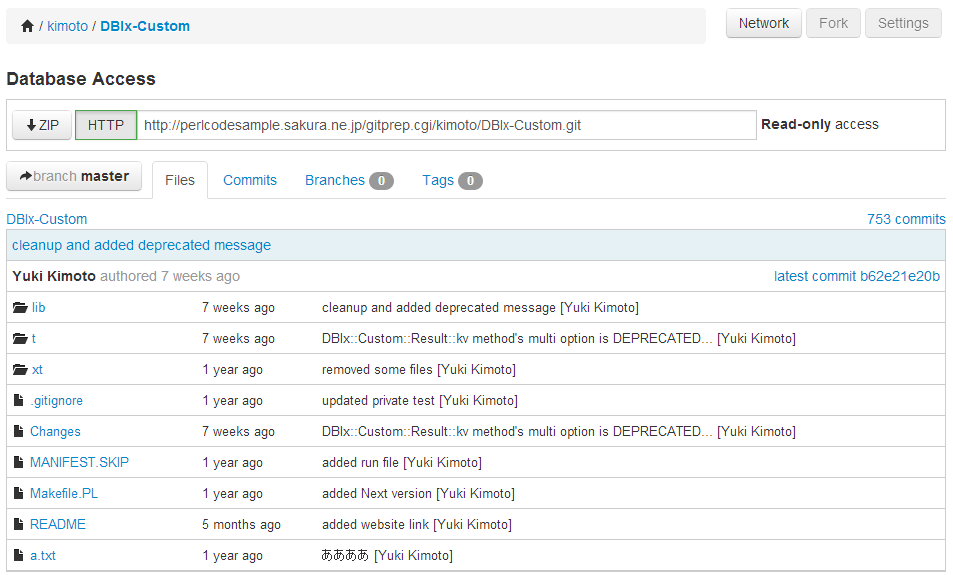 / kimoto / DBIx-Custom
Network Fork Settings
Database Access
ZIP HTTP http://perlcodesample.sakura.ne.jp/gitprep.cgi/kimoto/DBIx-Custom.git Read-only access
branch master Files Commits Branches 0 Tags 0
DBIx-Custom 753 commits
cleanup and added deprecated message
Yuki Kimoto authored 7 weeks ago latest commit b62e21e20b
lib 7 weeks ago cleanup and added deprecated message [Yuki Kimoto]
t 7 weeks ago DBIx::Custom::Result::kv method's multi option is DEPRECATED... [Yuki Kimoto]
xt 1 year ago removed some files [Yuki Kimoto]
.gitignore 1 year ago updated private test [Yuki Kimoto]
Changes 7 weeks ago DBIx::Custom::Result::kv method's multi option is DEPRECATED... [Yuki Kimoto]
MANIFEST.SKIP 1 year ago added run file [Yuki Kimoto]
Makefile.PL 1 year ago added Next version [Yuki Kimoto]
README 5 months ago added website link [Yuki Kimoto]
a.txt 1 year ago ああああ [Yuki Kimoto]